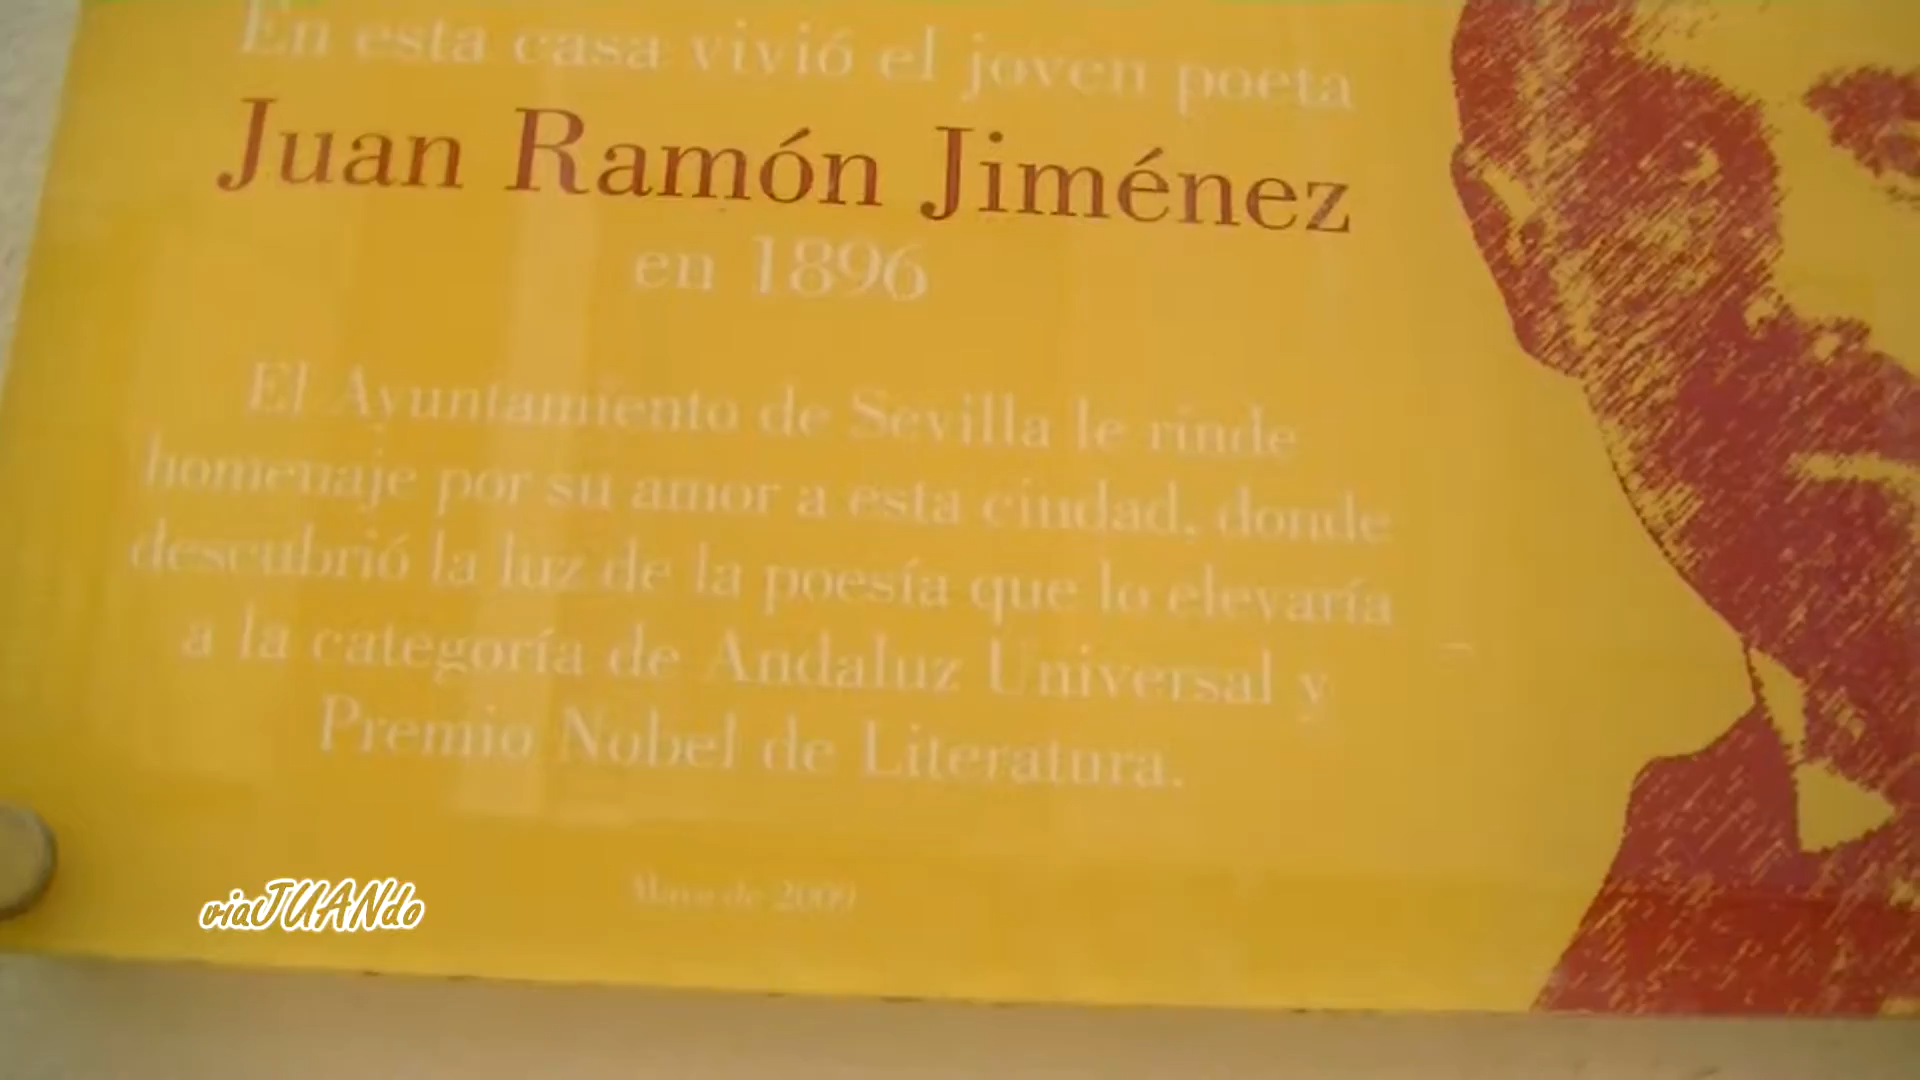 En esta casa vivió el joven poeta
Juan Ramón Jiménez
en 1896
El Ayuntamiento de Sevilla le rinde
homenaje por su amor a esta ciudad, donde
descubrió la luz de la poesía que lo elevaría
a la categoría de Andaluz Universal y
Premio Nobel de Literatura.
de 2009
viaJUANdo